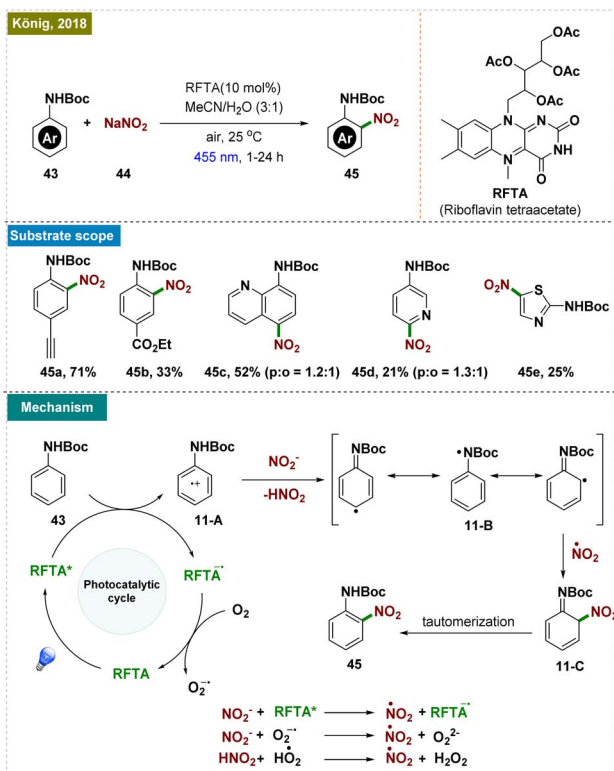 König, 2018
NHBoc
Ar
43
+
NaNO2
44
RFTA(10 mol%)
MeCN/H2O (3:1)
air, 25 °C
455 nm, 1-24 h
NHBoc
NO2
Ar
45
OAc
OAc
AcO
OAc
N
N
O
NH
N
O
RFTA
(Riboflavin tetraacetate)
Substrate scope
NHBoc
NO2
45a, 71%
NHBoc
NO2
CO2Et
45b, 33%
NHBoc
N
NO2
45c, 52% (p:o = 1.2:1)
NHBoc
N
NO2
45d, 21% (p:o = 1.3:1)
NO2
S
N
NHBoc
45e, 25%
Mechanism
NHBoc
43
NHBoc
•+
11-A
NO2-
-HNO2
NBoc
•
•NBoc
11-B
NBoc
•
•NO2
NBoc
NO2
11-C
tautomerization
NHBoc
NO2
45
RFTA*
Photocatalytic
cycle
RFTA−•
O2
RFTA
O2−•
NO2- + RFTA* •NO2 + RFTA−•
NO2- + O2−• •NO2 + O22-
HNO2+ HO2• •NO2 + H2O2